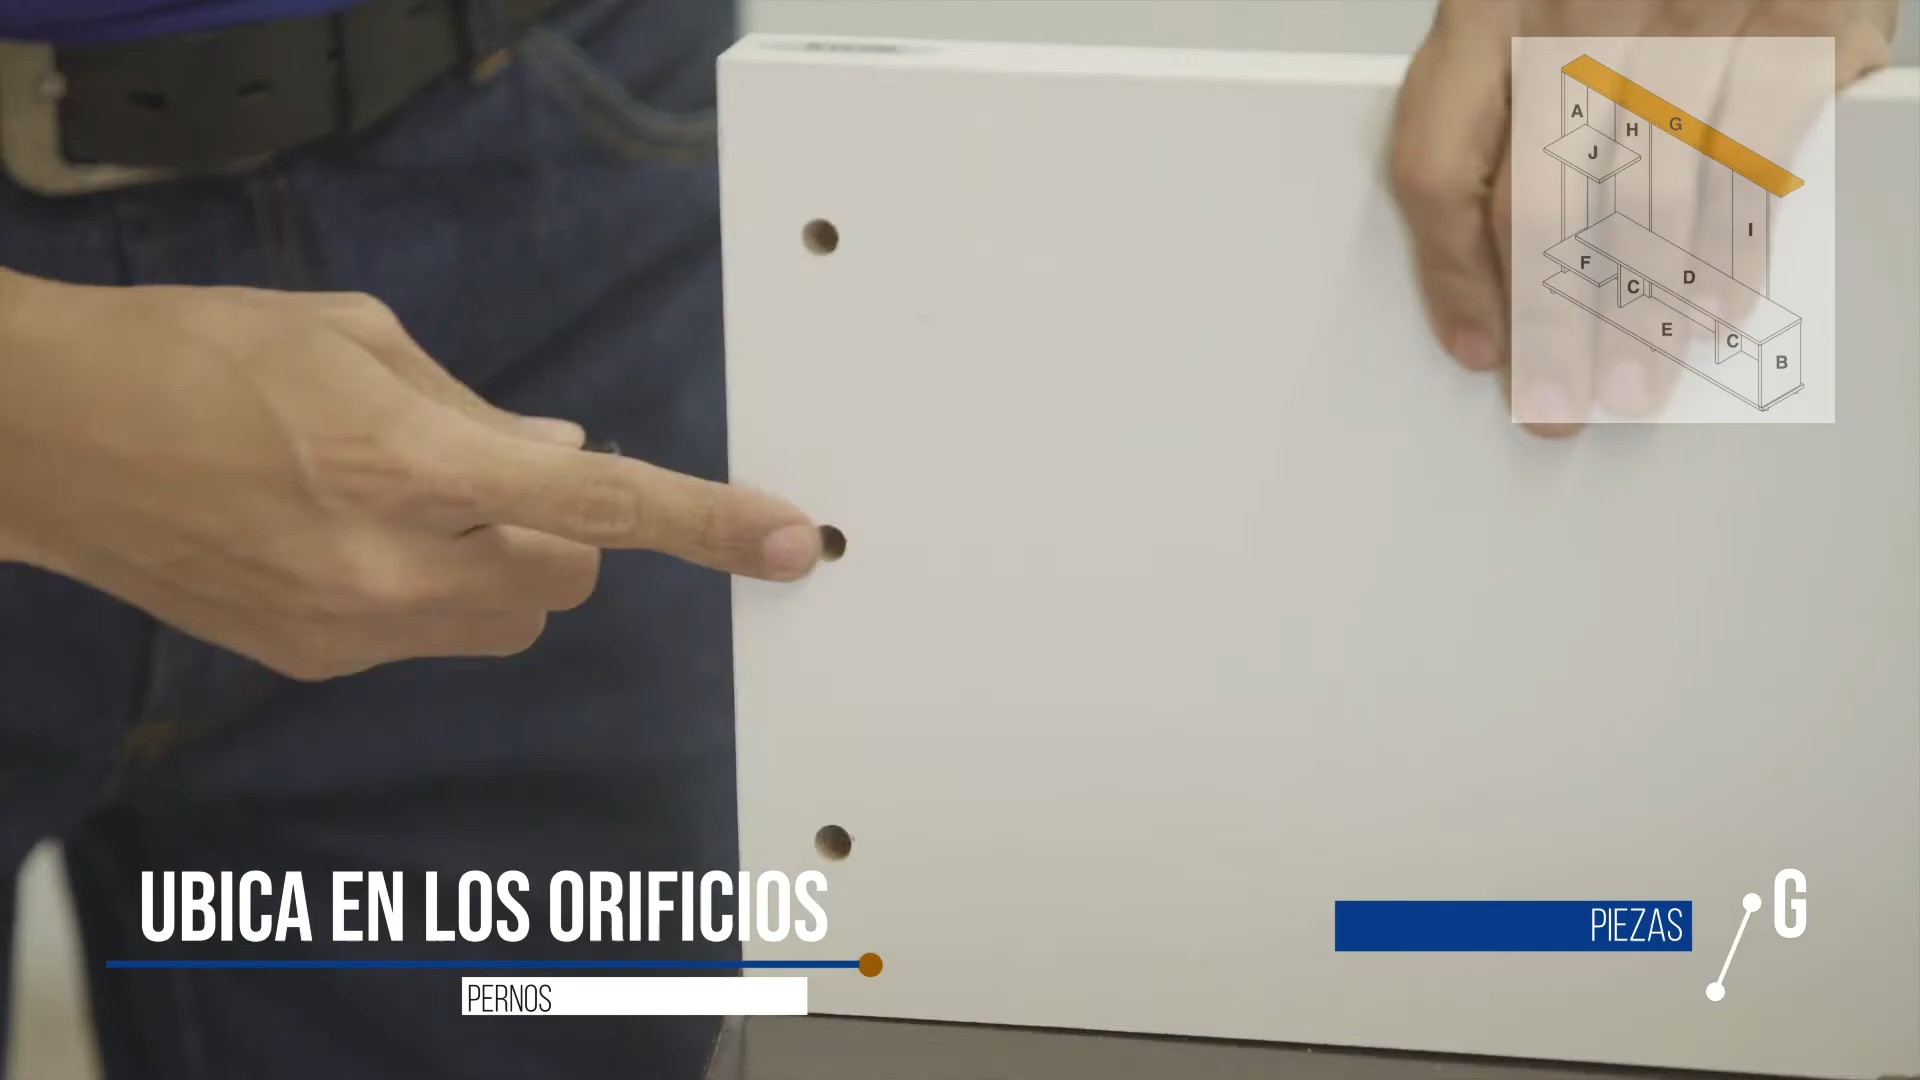 A
H
G
J
I
F
D
C
E
C
B
UBICA EN LOS ORIFICIOS
PIEZAS
G
PERNOS